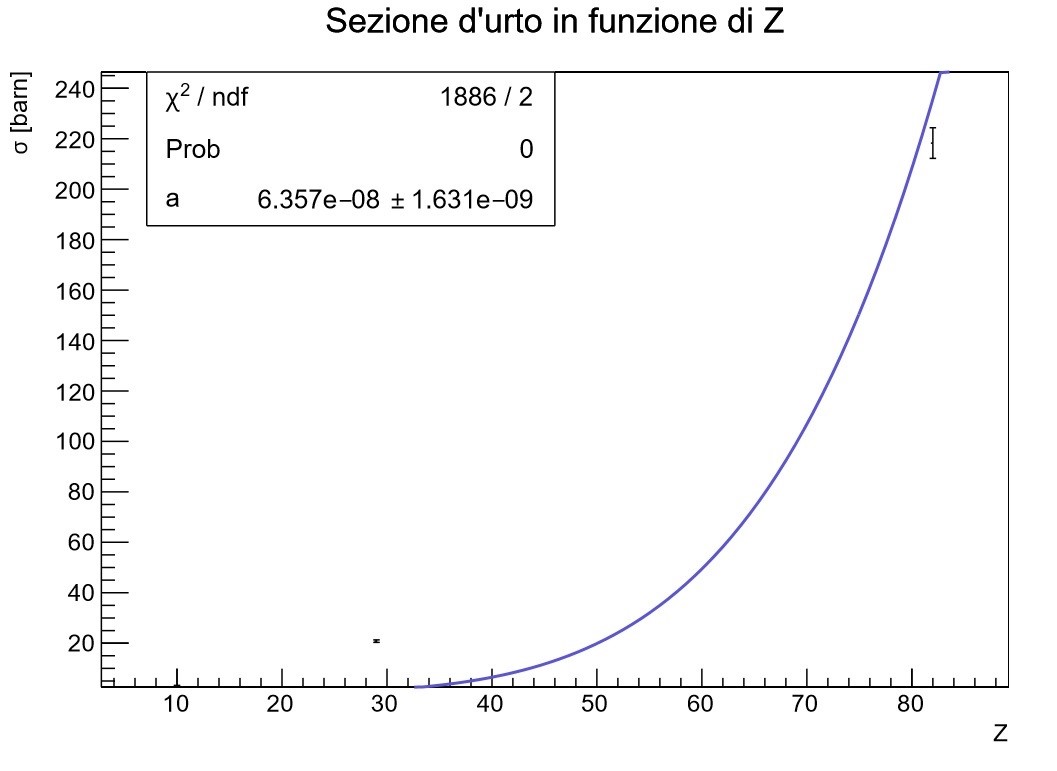 Sezione d'urto in funzione di Z
σ [barn]
χ² / ndf 1886 / 2
Prob 0
a 6.357e−08 ± 1.631e−09
240
220
200
180
160
140
120
100
80
60
40
20
10 20 30 40 50 60 70 80
Z